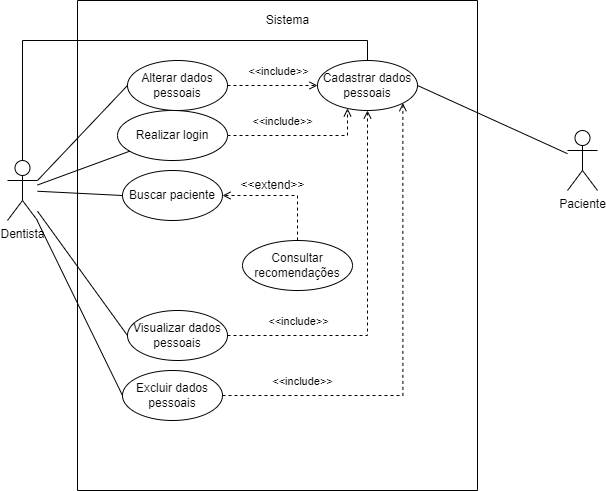 Sistema
Alterar dados
pessoais
<<include>>
Cadastrar dados
pessoais
<<include>>
Realizar login
Buscar paciente
<<extend>>
Paciente
Dentista
Consultar
recomendações
Visualizar dados
pessoais
<<include>>
Excluir dados
pessoais
<<include>>